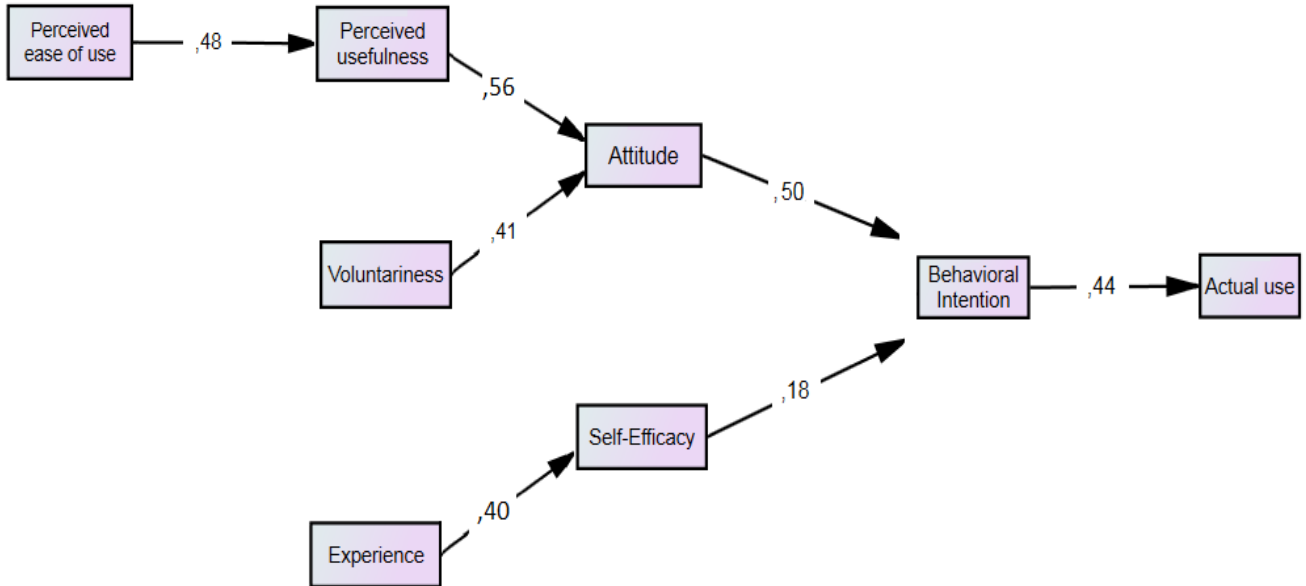 Perceived
ease of use
,48
Perceived
usefulness
,56
Attitude
,50
Voluntariness
,41
Behavioral
Intention
,44
Actual use
,18
Self-Efficacy
,40
Experience